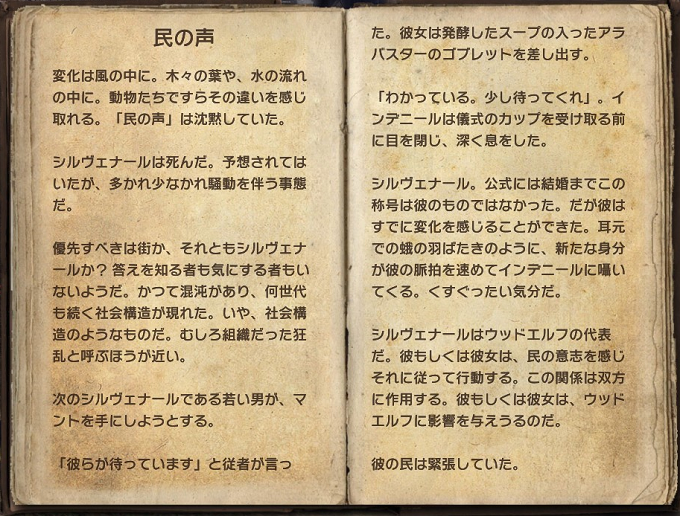 民の声
変化は風の中に。木々の葉や、水の流れ
の中に。動物たちですらその違いを感じ
取れる。「民の声」は沈黙していた。
シルヴェナールは死んだ。予想されては
いたが、多かれ少なかれ騒動を伴う事態
だ。
優先すべきは街か、それともシルヴェナ
ールか? 答えを知る者も気にする者もい
ないようだ。かつて混沌があり、何世代
も続く社会構造が現れた。いや、社会構
造のようなものだ。むしろ組織だった狂
乱と呼ぶほうが近い。
次のシルヴェナールである若い男が、マ
ントを手にしようとする。
「彼らが待っています」と従者が言っ
た。彼女は発酵したスープの入ったアラ
バスターのゴブレットを差し出す。
「わかっている。少し待ってくれ」。イ
ンデニールは儀式のカップを受け取る前
に目を閉じ、深く息をした。
シルヴェナール。公式には結婚までこの
称号は彼のものではなかった。だが彼は
すでに変化を感じることができた。耳元
での蛾の羽ばたきのように、新たな身分
が彼の脈拍を速めてインデニールに囁い
てくる。くすぐったい気分だ。
シルヴェナールはウッドエルフの代表
だ。彼もしくは彼女は、民の意志を感じ
それに従って行動する。この関係は双方
に作用する。彼もしくは彼女は、ウッド
エルフに影響を与えうるのだ。
彼の民は緊張していた。